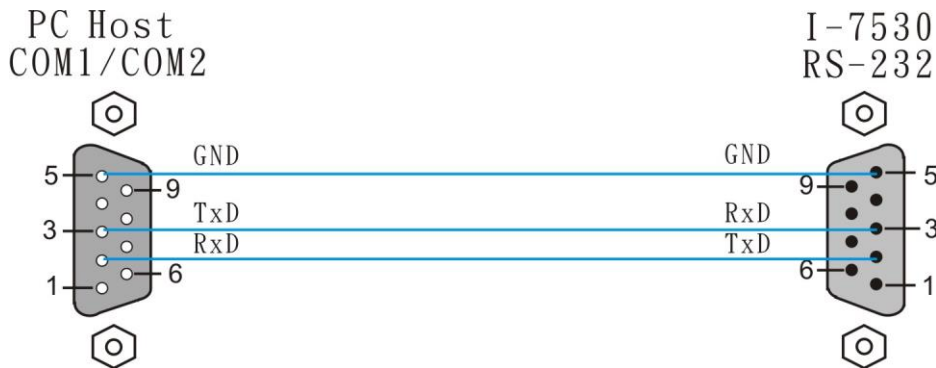 PC Host
COM1/COM2
I-7530
RS-232
GND
GND
5
5
9
9
TxD
RxD
3
3
RxD
TxD
6
6
1
1